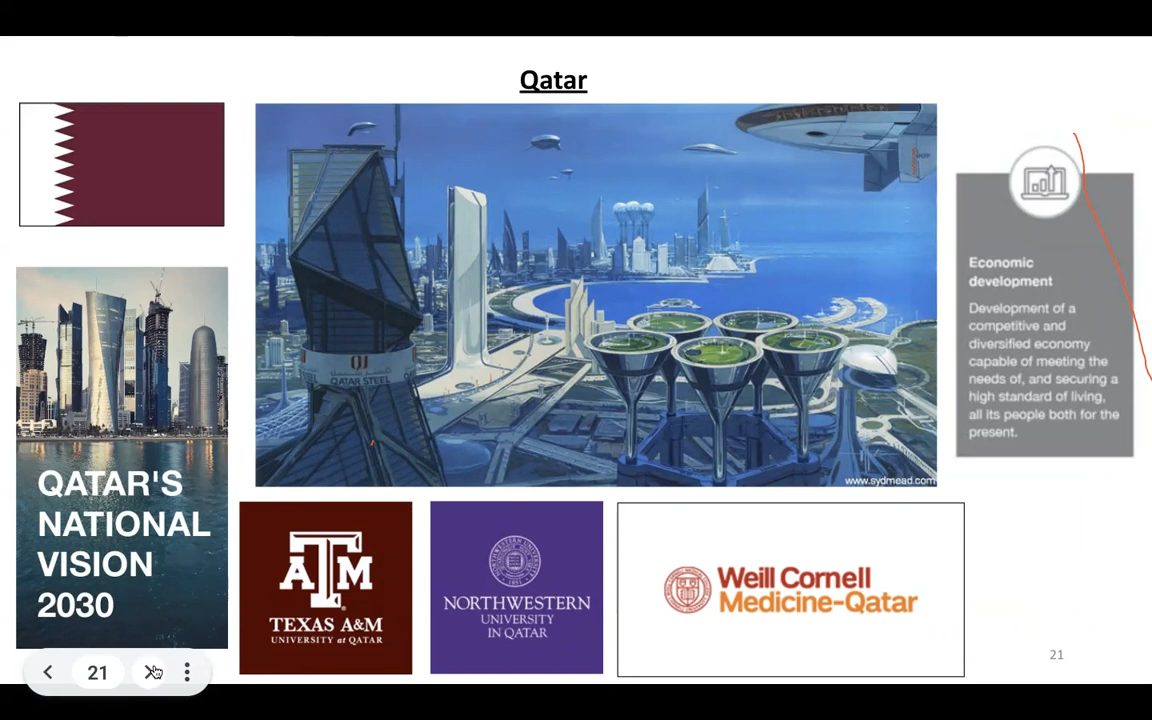 Qatar
QATAR STEEL
www.sydmead.com
Economic
development
Development of a
competitive and
diversified economy
capable of meeting the
needs of, and securing a
high standard of living,
all its people both for the
present.
QATAR'S
NATIONAL
VISION
2030
ATM
TEXAS A&M
UNIVERSITY at QATAR
NORTHWESTERN
UNIVERSITY
IN QATAR
Weill Cornell
Medicine-Qatar
21
21